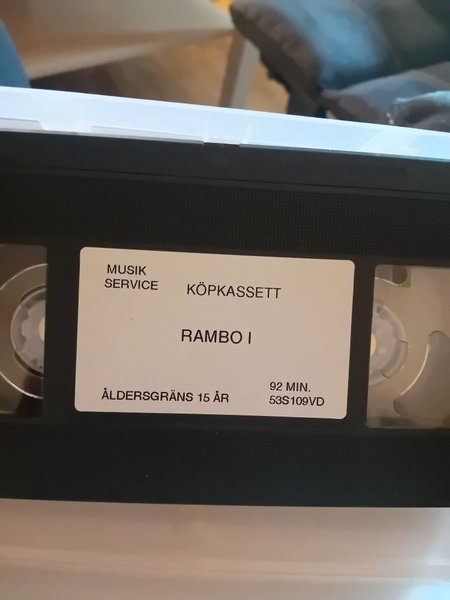 MUSIK
SERVICE KÖPKASSETT
RAMBO I
ÅLDERSGRÄNS 15 ÅR
92 MIN.
53S109VD